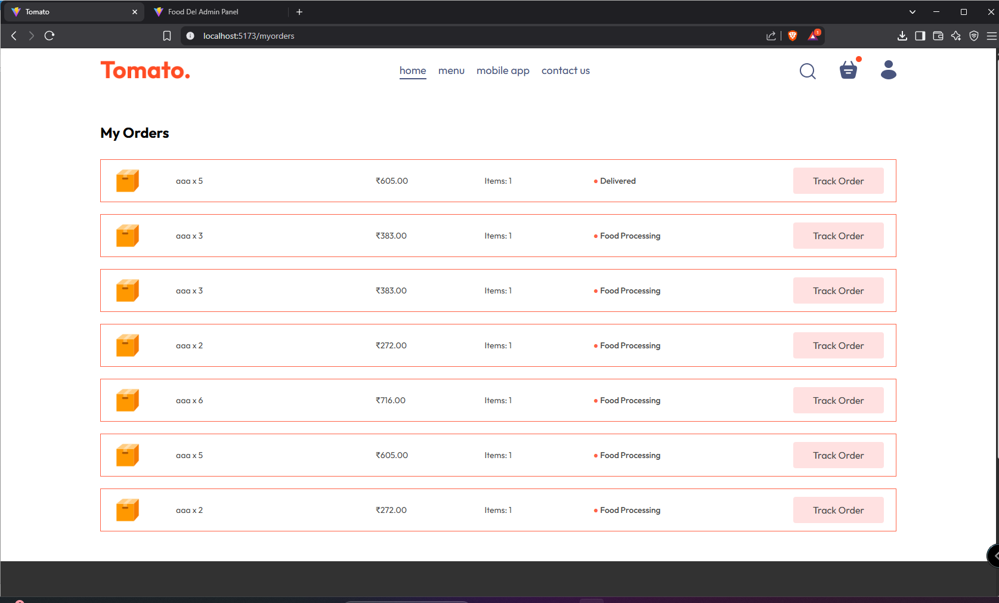 Tomato
Food Del Admin Panel
localhost:5173/myorders
1
Tomato.
home menu mobile app contact us
My Orders
aaa x 5 ₹605.00 Items: 1 Delivered Track Order
aaa x 3 ₹383.00 Items: 1 Food Processing Track Order
aaa x 3 ₹383.00 Items: 1 Food Processing Track Order
aaa x 2 ₹272.00 Items: 1 Food Processing Track Order
aaa x 6 ₹716.00 Items: 1 Food Processing Track Order
aaa x 5 ₹605.00 Items: 1 Food Processing Track Order
aaa x 2 ₹272.00 Items: 1 Food Processing Track Order